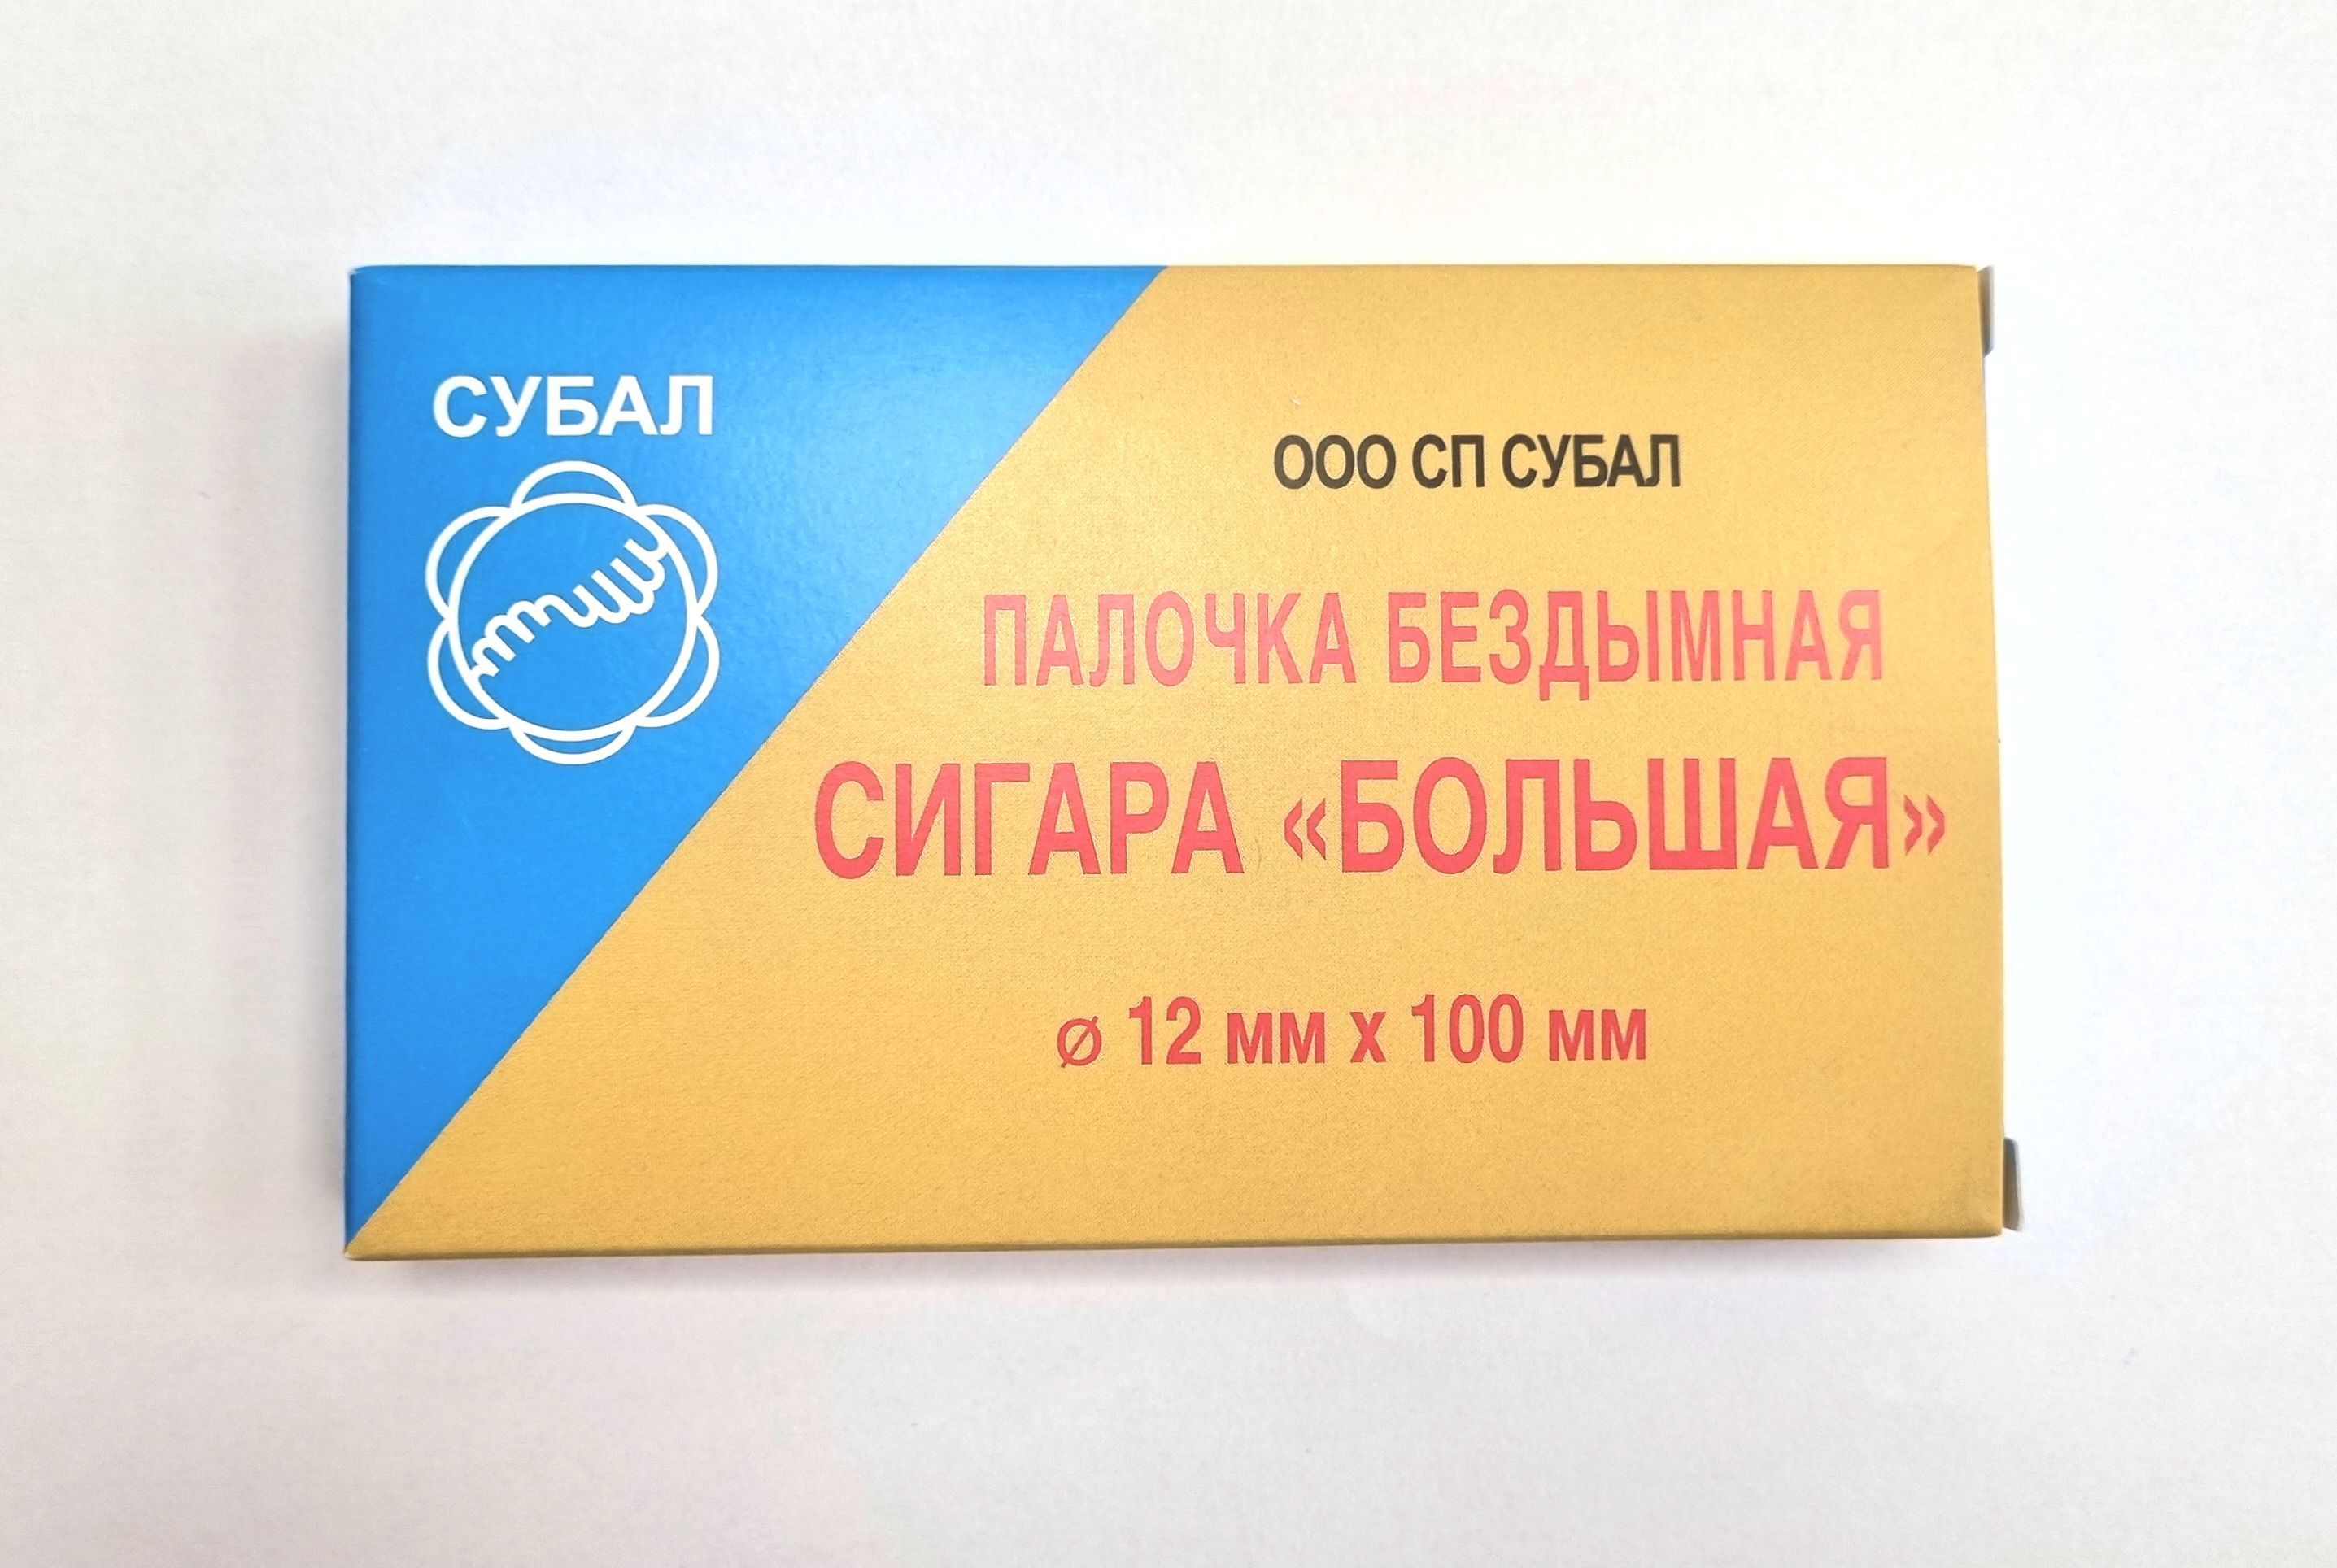 СУБАЛ
ООО СП СУБАЛ
ПАЛОЧКА БЕЗДЫМНАЯ
СИГАРА «БОЛЬШАЯ»
ø 12 мм х 100 мм